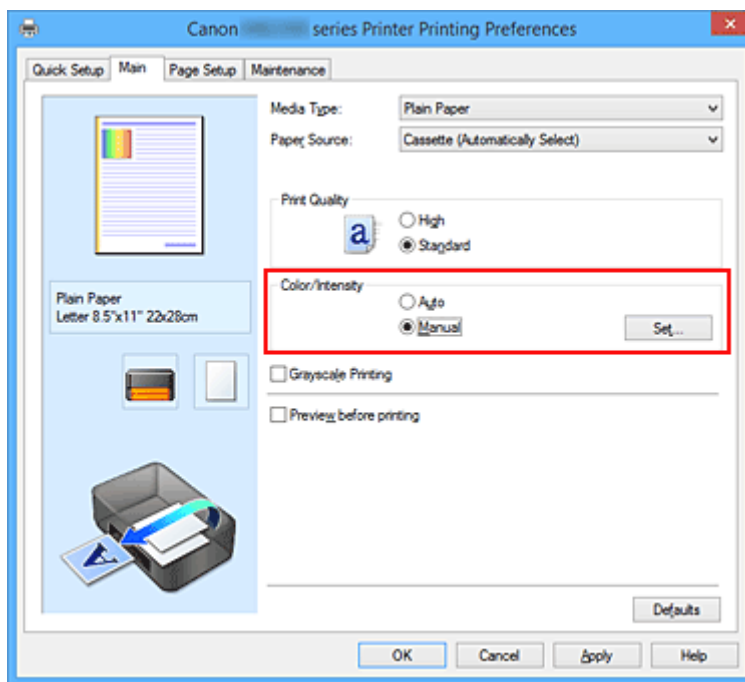 Canon series Printer Printing Preferences
Quick Setup Main Page Setup Maintenance
Media Type: Plain Paper
Paper Source: Cassette (Automatically Select)
Print Quality
a
High
Standard
Color/Intensity
Auto
Manual
Set...
Plain Paper
Letter 8.5"x11" 22x28cm
Grayscale Printing
Preview before printing
A
Defaults
OK Cancel Apply Help